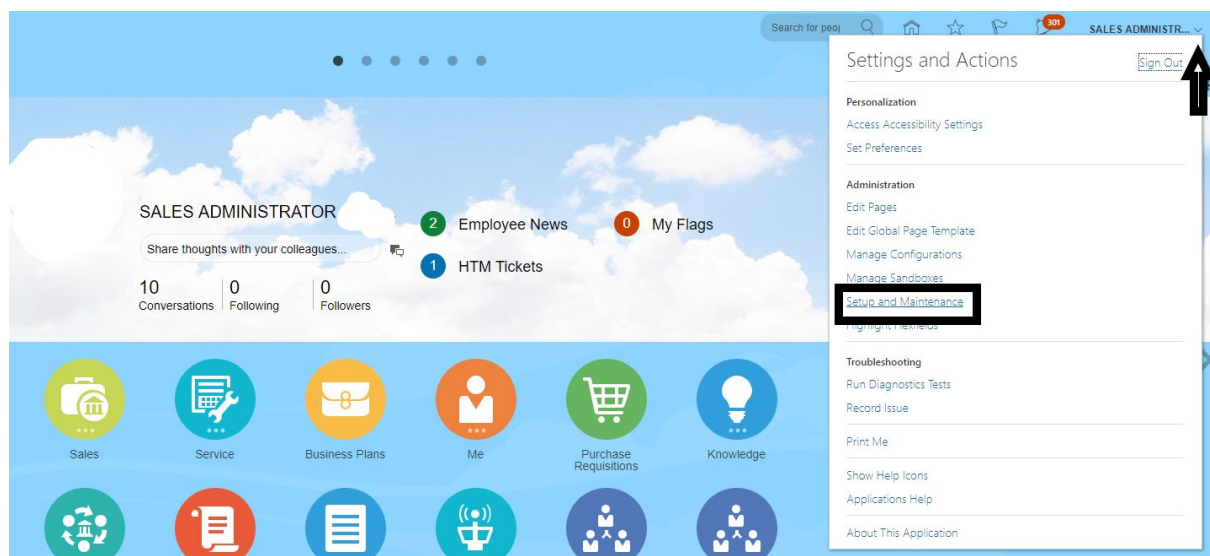 Search for peop
301
SALES ADMINISTR...
Settings and Actions
Sign Out
Personalization
Access Accessibility Settings
Set Preferences
Administration
Edit Pages
Edit Global Page Template
Manage Configurations
Manage Sandboxes
Setup and Maintenance
Highlight Flexfields
Troubleshooting
Run Diagnostics Tests
Record Issue
Print Me
Show Help Icons
Applications Help
About This Application
SALES ADMINISTRATOR
Share thoughts with your colleagues...
10 0 0
Conversations Following Followers
2 Employee News
0 My Flags
1 HTM Tickets
Sales
Service
Business Plans
Me
Purchase
Requisitions
Knowledge